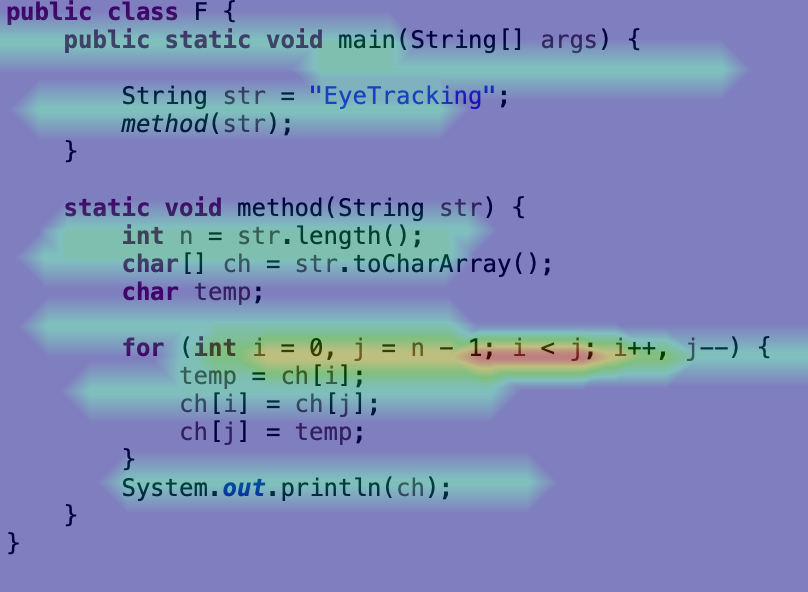 public class F {
    public static void main(String[] args) {
        String str = "EyeTracking";
        method(str);
    }
    static void method(String str) {
        int n = str.length();
        char[] ch = str.toCharArray();
        char temp;
        for (int i = 0, j = n - 1; i < j; i++, j--) {
            temp = ch[i];
            ch[i] = ch[j];
            ch[j] = temp;
        }
        System.out.println(ch);
    }
}